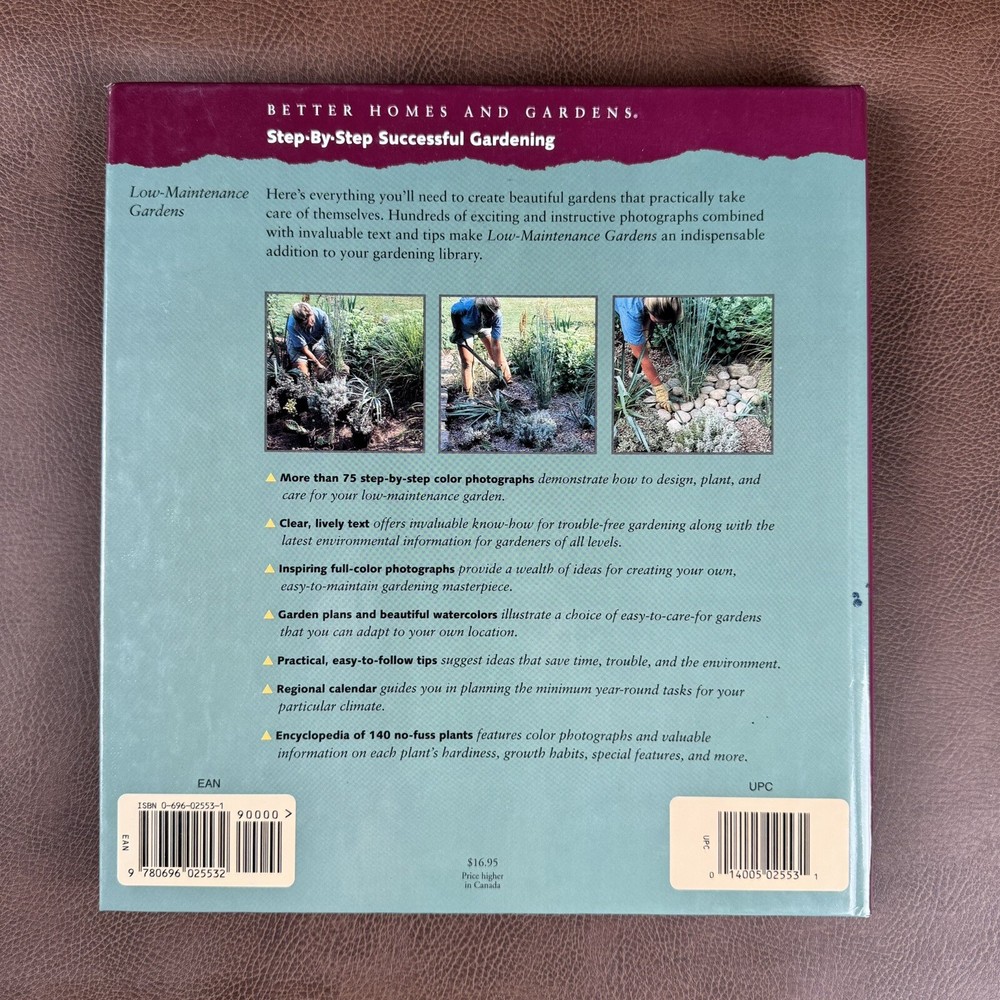 BETTER HOMES AND GARDENS®
Step-By-Step Successful Gardening
Low-Maintenance
Gardens
Here's everything you'll need to create beautiful gardens that practically take
care of themselves. Hundreds of exciting and instructive photographs combined
with invaluable text and tips make Low-Maintenance Gardens an indispensable
addition to your gardening library.
More than 75 step-by-step color photographs demonstrate how to design, plant, and
care for your low-maintenance garden.
Clear, lively text offers invaluable know-how for trouble-free gardening along with the
latest environmental information for gardeners of all levels.
Inspiring full-color photographs provide a wealth of ideas for creating your own,
easy-to-maintain gardening masterpiece.
Garden plans and beautiful watercolors illustrate a choice of easy-to-care-for gardens
that you can adapt to your own location.
Practical, easy-to-follow tips suggest ideas that save time, trouble, and the environment.
Regional calendar guides you in planning the minimum year-round tasks for your
particular climate.
Encyclopedia of 140 no-fuss plants features color photographs and valuable
information on each plant's hardiness, growth habits, special features, and more.
EAN
ISBN 0-696-02553-1
90000 >
EAN
9 780696 025532
$16.95
Price higher
in Canada
UPC
UPC
0 14005 02553 1